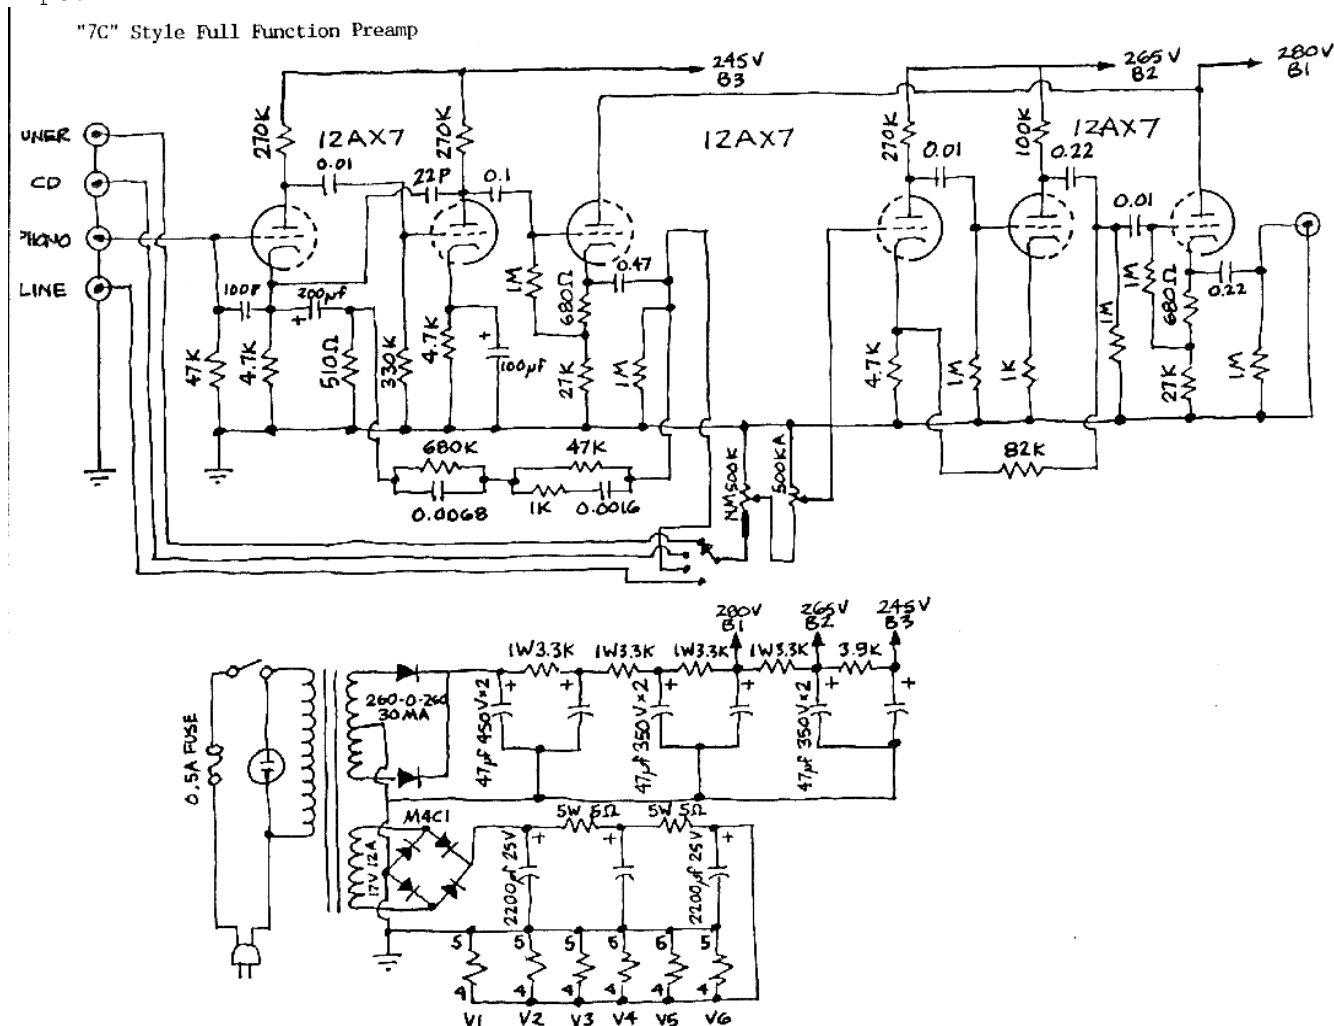 "7C" Style Full Function Preamp
245V
B3
265V
B2
280V
B1
UNER
270K
12AX7
270K
12AX7
270K
100K
12AX7
CD
0.01
22P
0.1
0.01
0.22
0.01
PHONO
LINE
100P
200µf
+
1M
680Ω
0.47
1M
1M
680Ω
0.22
47K
4.7K
510Ω
330K
4.7K
+
100µf
27K
1M
4.7K
1M
1K
27K
1M
680K
47K
82K
0.0068
1K
0.0016
NM500K
500KA
280V
B1
265V
B2
245V
B3
1W3.3K
1W3.3K
1W3.3K
1W3.3K
3.9K
260-0-260
30MA
+
+
+
+
+
+
47µf 450V×2
47µf 350V×2
47µf 350V×2
0.5A FUSE
M4C1
5W 5Ω
5W 5Ω
17V 12A
+
+
+
2200µf 25V
2200µf 25V
5
5
5
5
5
5
4
4
4
4
4
4
V1
V2
V3
V4
V5
V6